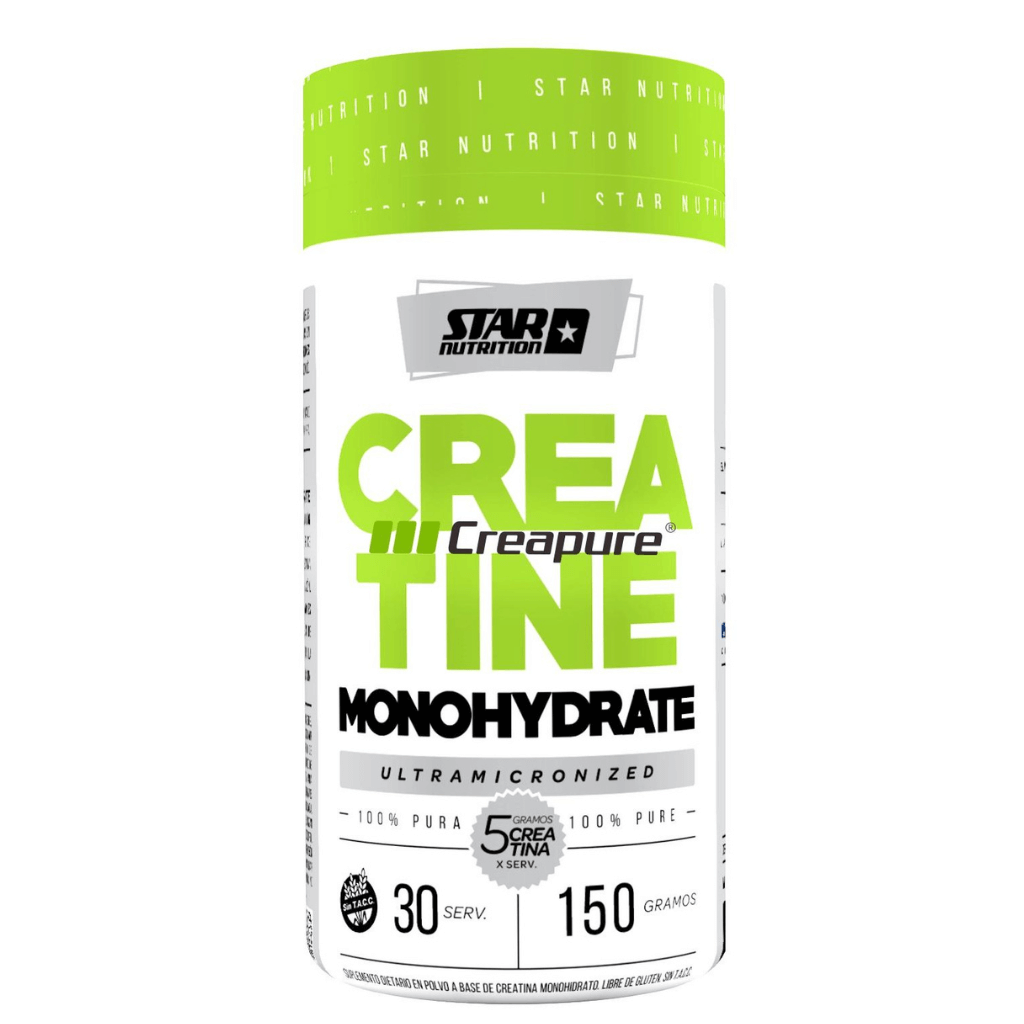 NUTRITION | STAR NUTRITION
| STAR NUTRITION |
STAR
STAR
NUTRITION
CREA
Creapure®
TINE
MONOHYDRATE
ULTRAMICRONIZED
100% PURA
5 GRAMOS
CREA
TINA
X SERV.
100% PURE
Sin T.A.C.C.
30 SERV.
150 GRAMOS
SUPLEMENTO DIETARIO EN POLVO A BASE DE CREATINA MONOHIDRATO. LIBRE DE GLUTEN. SIN T.A.C.C.